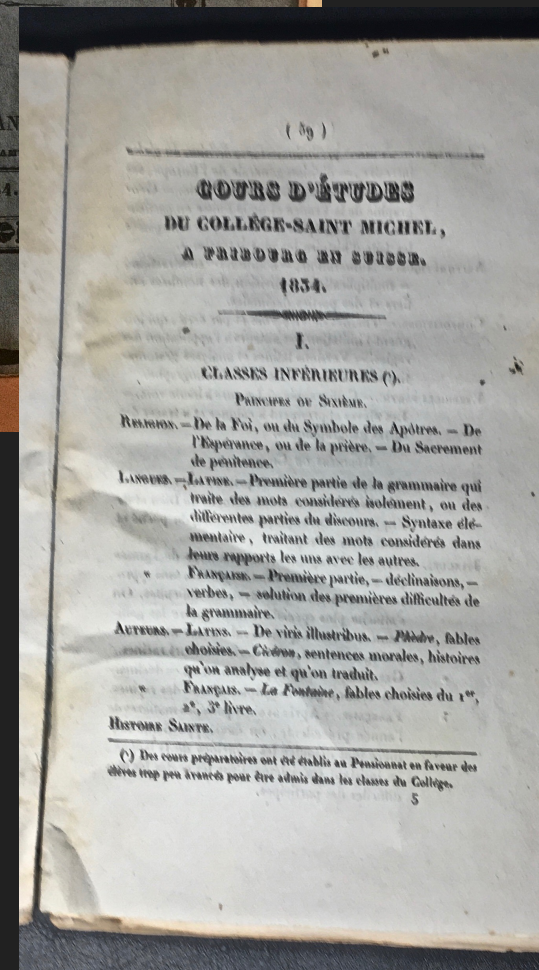 ( 39 )
COURS D'ÉTUDES
DU COLLÉGE-SAINT MICHEL,
A FRIBOURG EN SUISSE.
1834.
I.
CLASSES INFÉRIEURES (1).
PRINCIPES OU SIXIÈME.
RELIGION. — De la Foi, ou du Symbole des Apôtres. — De
l'Espérance, ou de la prière. — Du Sacrement
de pénitence.
LANGUES. — LATINE. — Première partie de la grammaire qui
traite des mots considérés isolément, ou des
différentes parties du discours. — Syntaxe élé-
mentaire, traitant des mots considérés dans
leurs rapports les uns avec les autres.
» FRANÇAISE. — Première partie, — déclinaisons, —
verbes, — solution des premières difficultés de
la grammaire.
AUTEURS. — LATINS. — De viris illustribus. — Phèdre, fables
choisies. — Cicéron, sentences morales, histoires
qu'on analyse et qu'on traduit.
» FRANÇAIS. — La Fontaine, fables choisies du 1er,
2e, 3e livre.
HISTOIRE SAINTE.
(1) Des cours préparatoires ont été établis au Pensionnat en faveur des
élèves trop peu avancés pour être admis dans les classes du Collége.
5